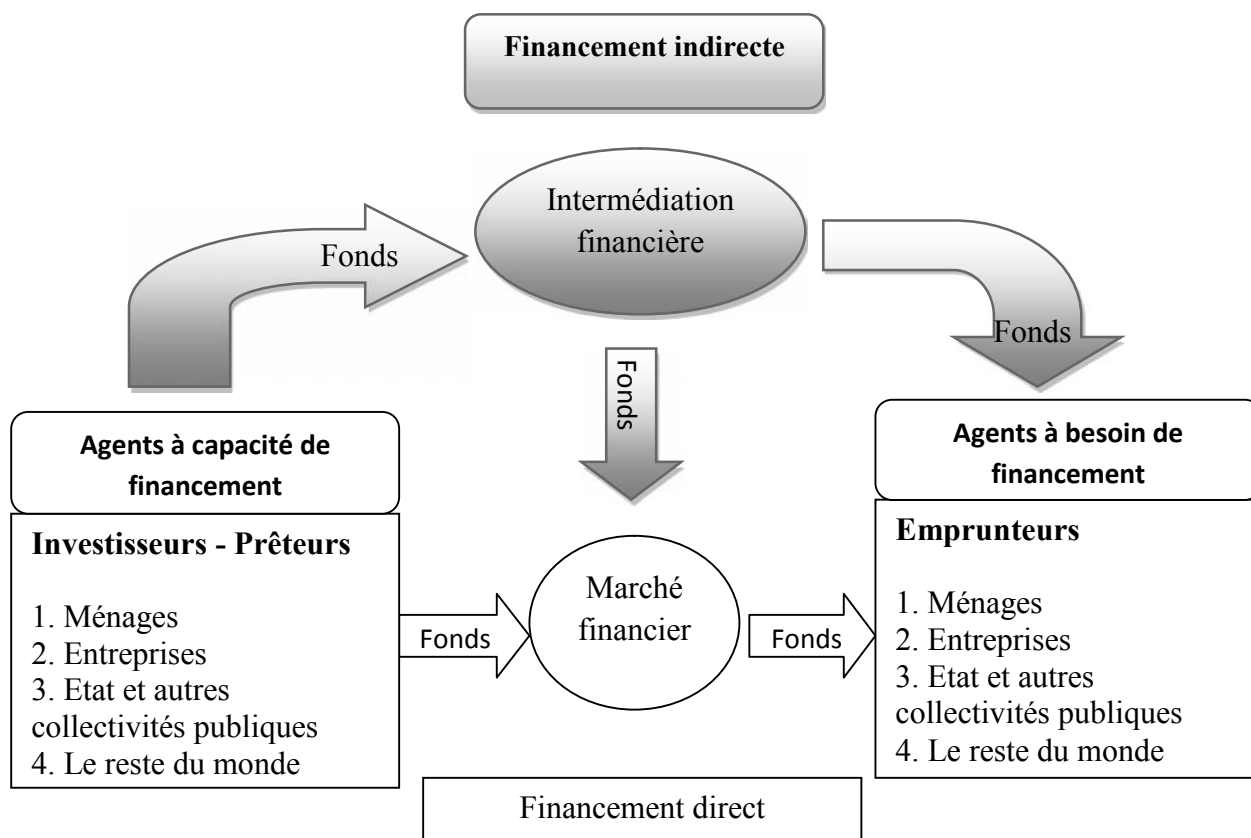 Financement indirecte
Intermédiation
financière
Fonds
Fonds
Fonds
Agents à capacité de
financement
Investisseurs - Prêteurs
1. Ménages
2. Entreprises
3. Etat et autres
collectivités publiques
4. Le reste du monde
Fonds
Marché
financier
Fonds
Agents à besoin de
financement
Emprunteurs
1. Ménages
2. Entreprises
3. Etat et autres
collectivités publiques
4. Le reste du monde
Financement direct